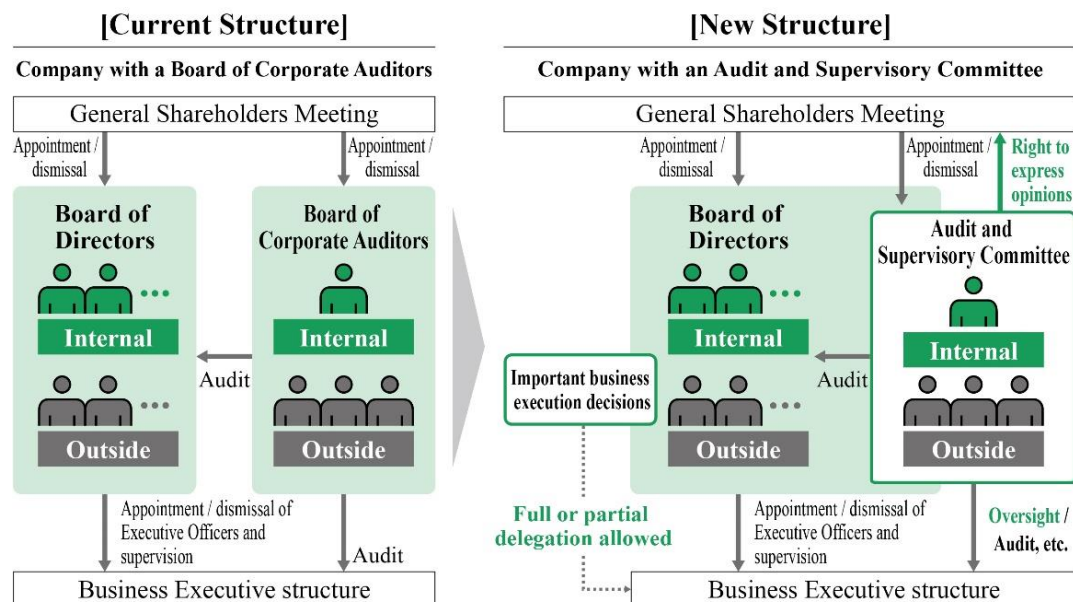 [Current Structure]
Company with a Board of Corporate Auditors
General Shareholders Meeting
Appointment /
dismissal
Appointment /
dismissal
Board of
Directors
Internal
Outside
Audit
Board of
Corporate Auditors
Internal
Outside
Appointment / dismissal of
Executive Officers and
supervision
Audit
Business Executive structure
[New Structure]
Company with an Audit and Supervisory Committee
General Shareholders Meeting
Appointment /
dismissal
Appointment /
dismissal
Right to
express
opinions
Board of
Directors
Internal
Outside
Audit
Audit and
Supervisory Committee
Internal
Outside
Important business
execution decisions
Full or partial
delegation allowed
Appointment / dismissal of
Executive Officers and
supervision
Oversight /
Audit, etc.
Business Executive structure